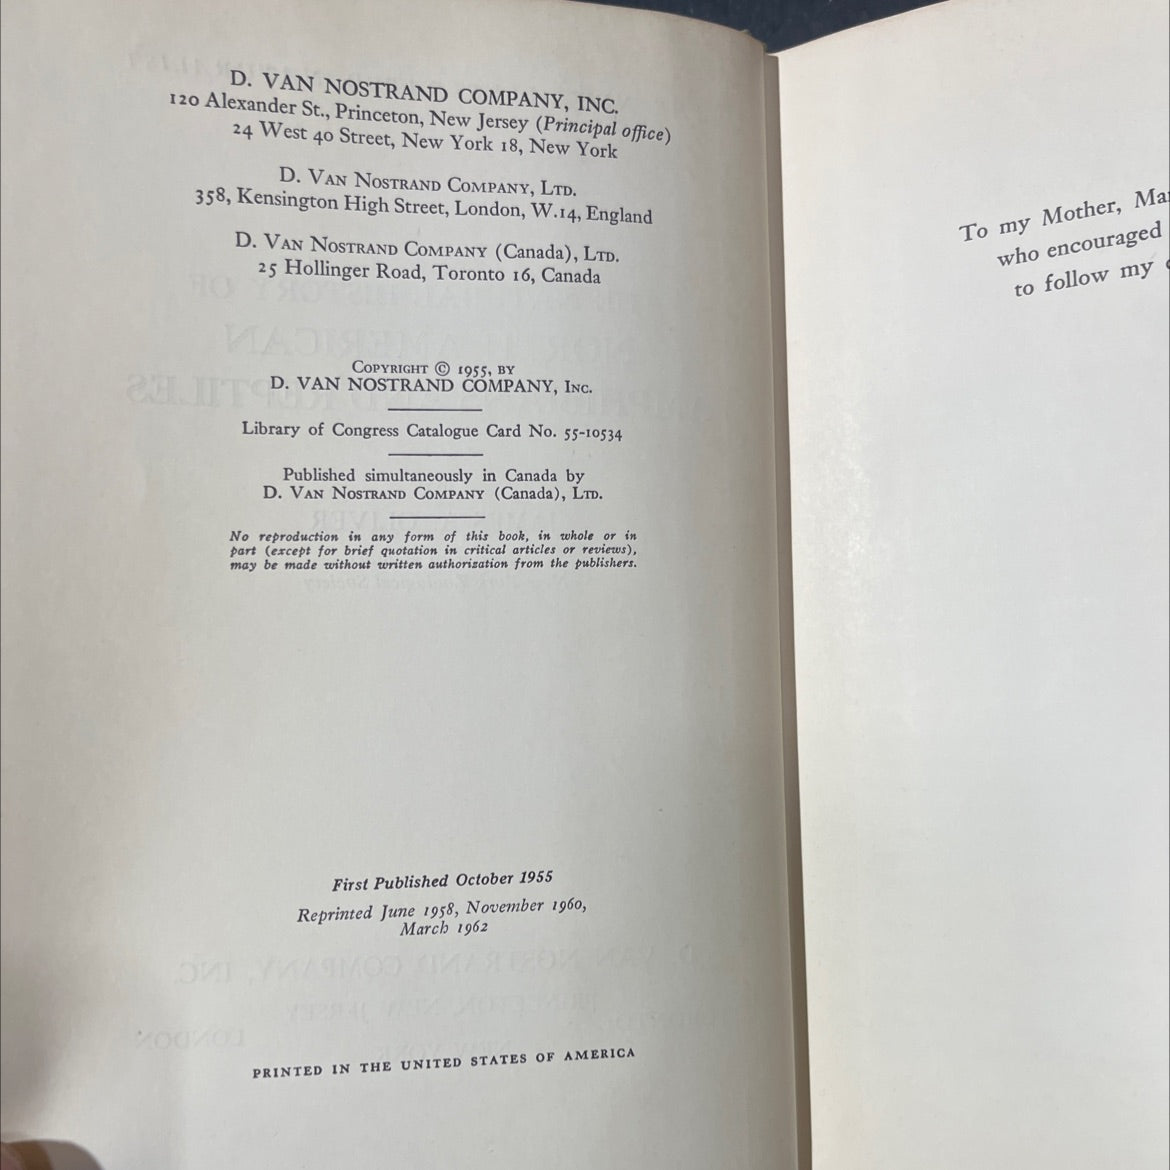 D. VAN NOSTRAND COMPANY, INC.
120 Alexander St., Princeton, New Jersey (Principal office)
24 West 40 Street, New York 18, New York
D. VAN NOSTRAND COMPANY, LTD.
358, Kensington High Street, London, W.14, England
D. VAN NOSTRAND COMPANY (Canada), LTD.
25 Hollinger Road, Toronto 16, Canada
COPYRIGHT © 1955, BY
D. VAN NOSTRAND COMPANY, INC.
Library of Congress Catalogue Card No. 55-10534
Published simultaneously in Canada by
D. VAN NOSTRAND COMPANY (Canada), LTD.
No reproduction in any form of this book, in whole or in
part (except for brief quotation in critical articles or reviews),
may be made without written authorization from the publishers.
First Published October 1955
Reprinted June 1958, November 1960,
March 1962
PRINTED IN THE UNITED STATES OF AMERICA
To my Mother,
who encouraged
to follow my